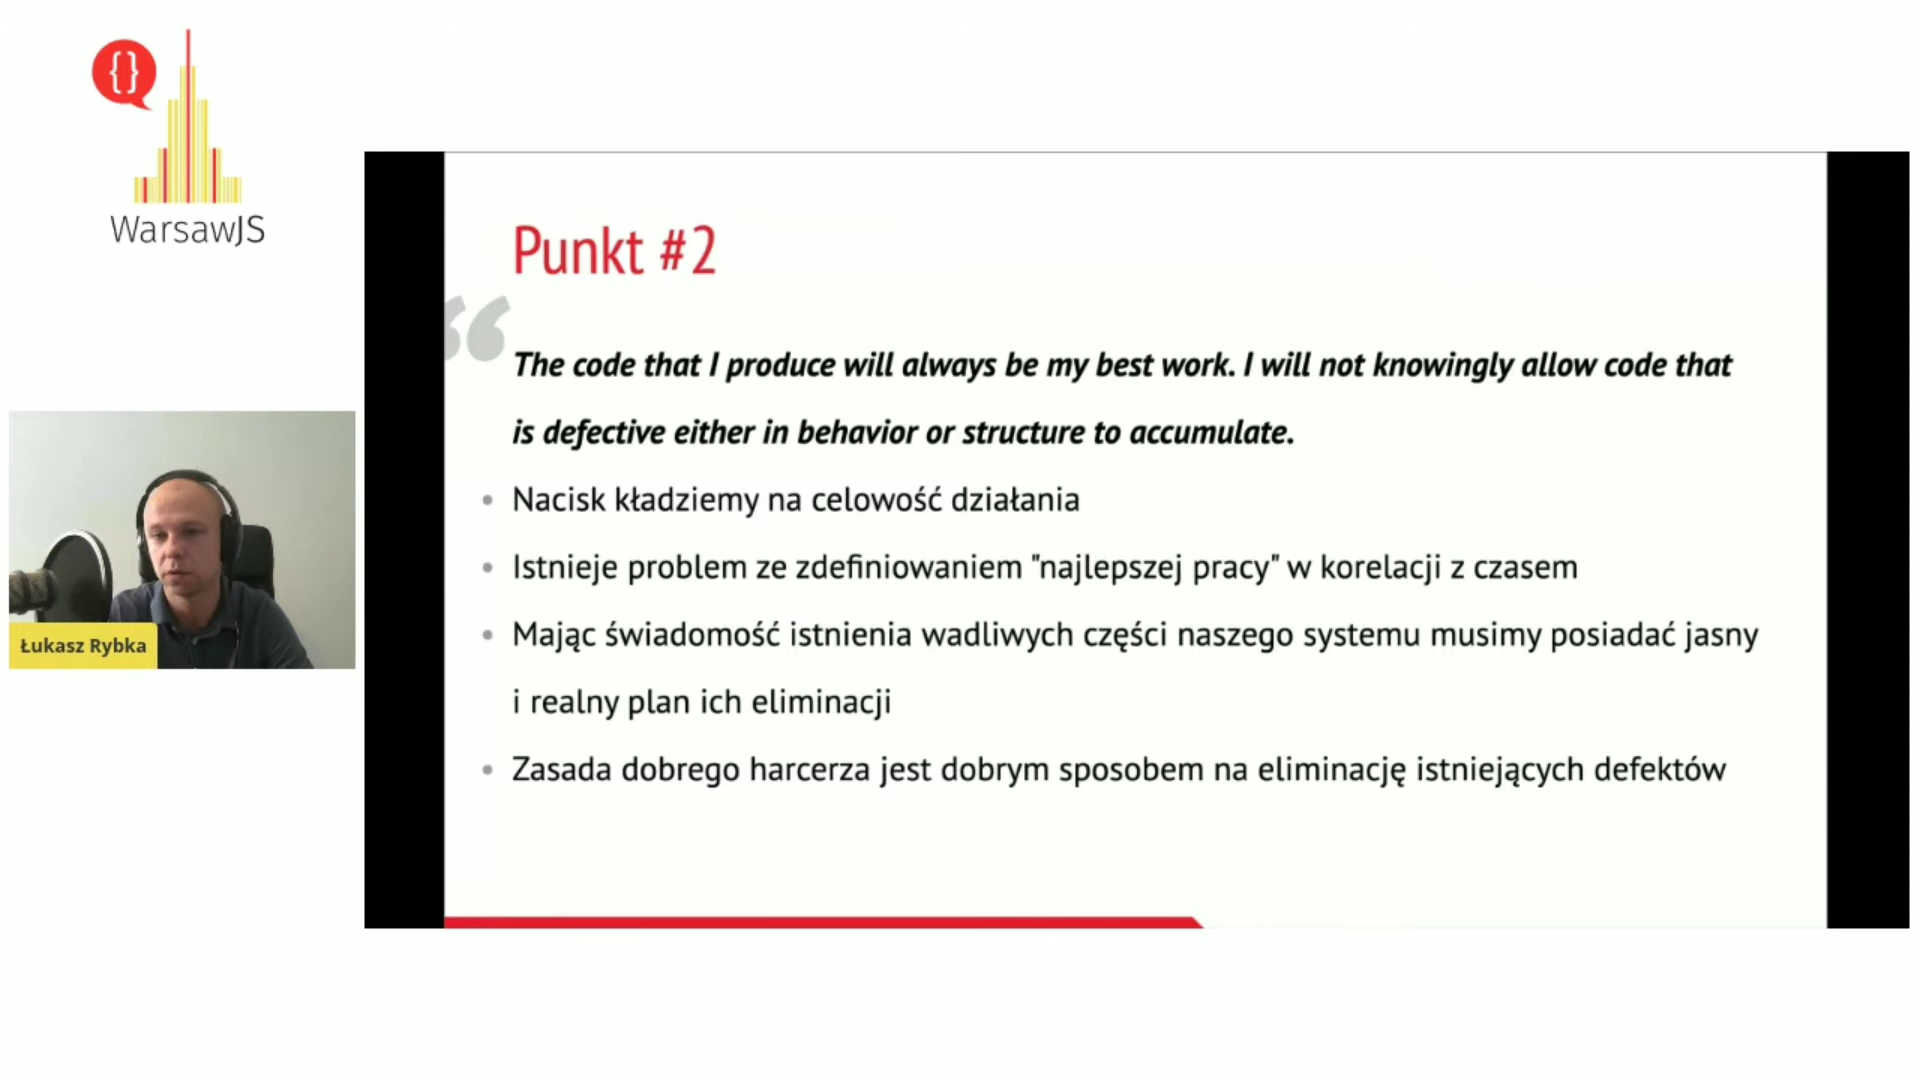 {}
WarsawJS
Punkt #2
“
The code that I produce will always be my best work. I will not knowingly allow code that
is defective either in behavior or structure to accumulate.
• Nacisk kładziemy na celowość działania
• Istnieje problem ze zdefiniowaniem "najlepszej pracy" w korelacji z czasem
• Mając świadomość istnienia wadliwych części naszego systemu musimy posiadać jasny
i realny plan ich eliminacji
• Zasada dobrego harcerza jest dobrym sposobem na eliminację istniejących defektów
Łukasz Rybka